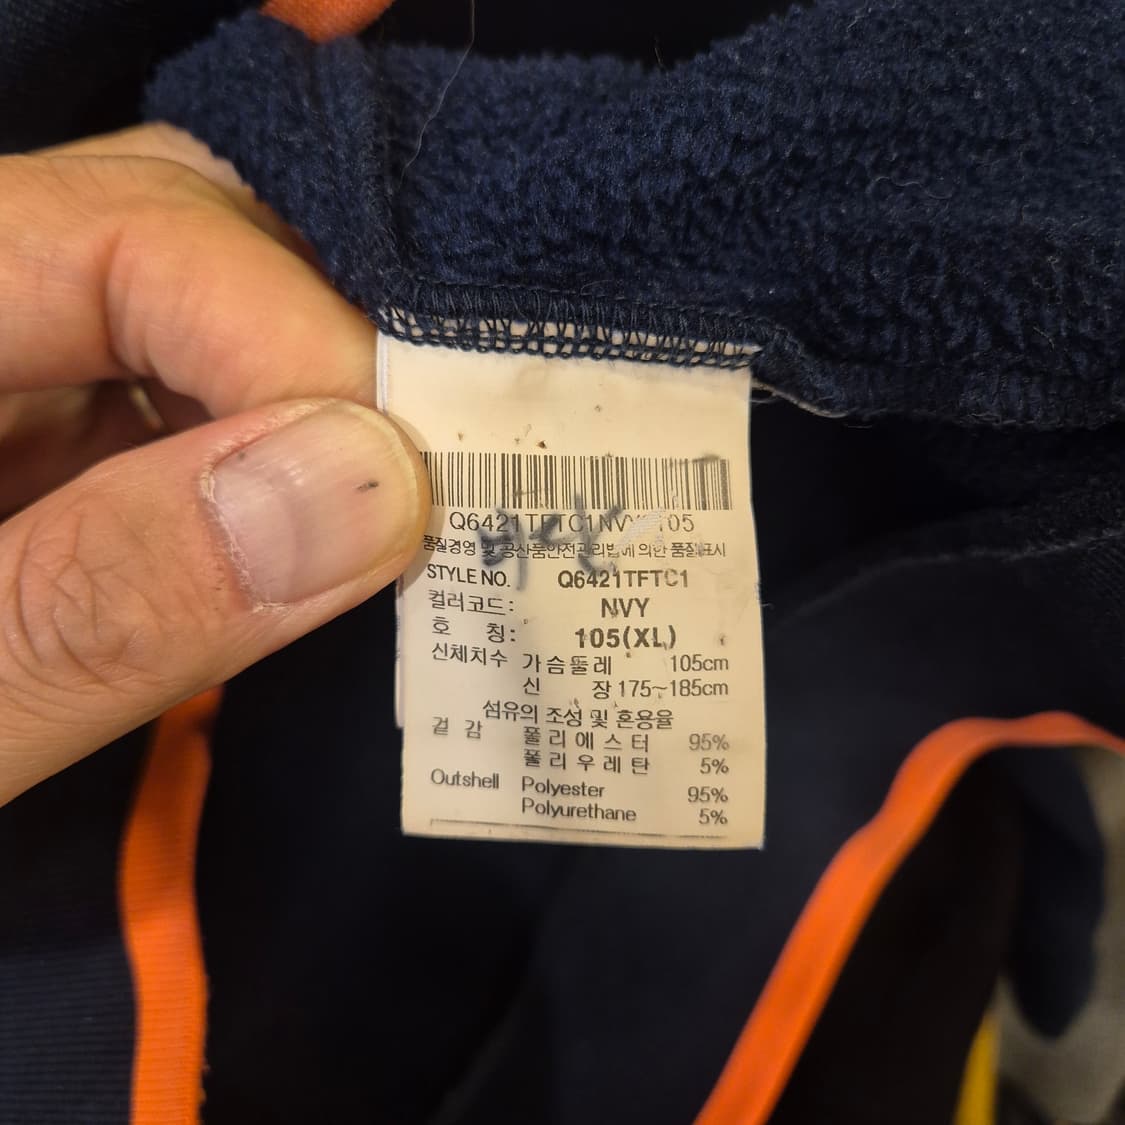 Q6421TFTC1NVY 105
품질경영 및 공산품안전관리법에 의한 품질표시
STYLE NO. Q6421TFTC1
컬러코드: NVY
호 칭: 105(XL)
신체치수 가슴둘레 105cm
신 장 175~185cm
섬유의 조성 및 혼용율
겉 감 폴리에스터 95%
폴리우레탄 5%
Outshell Polyester 95%
Polyurethane 5%